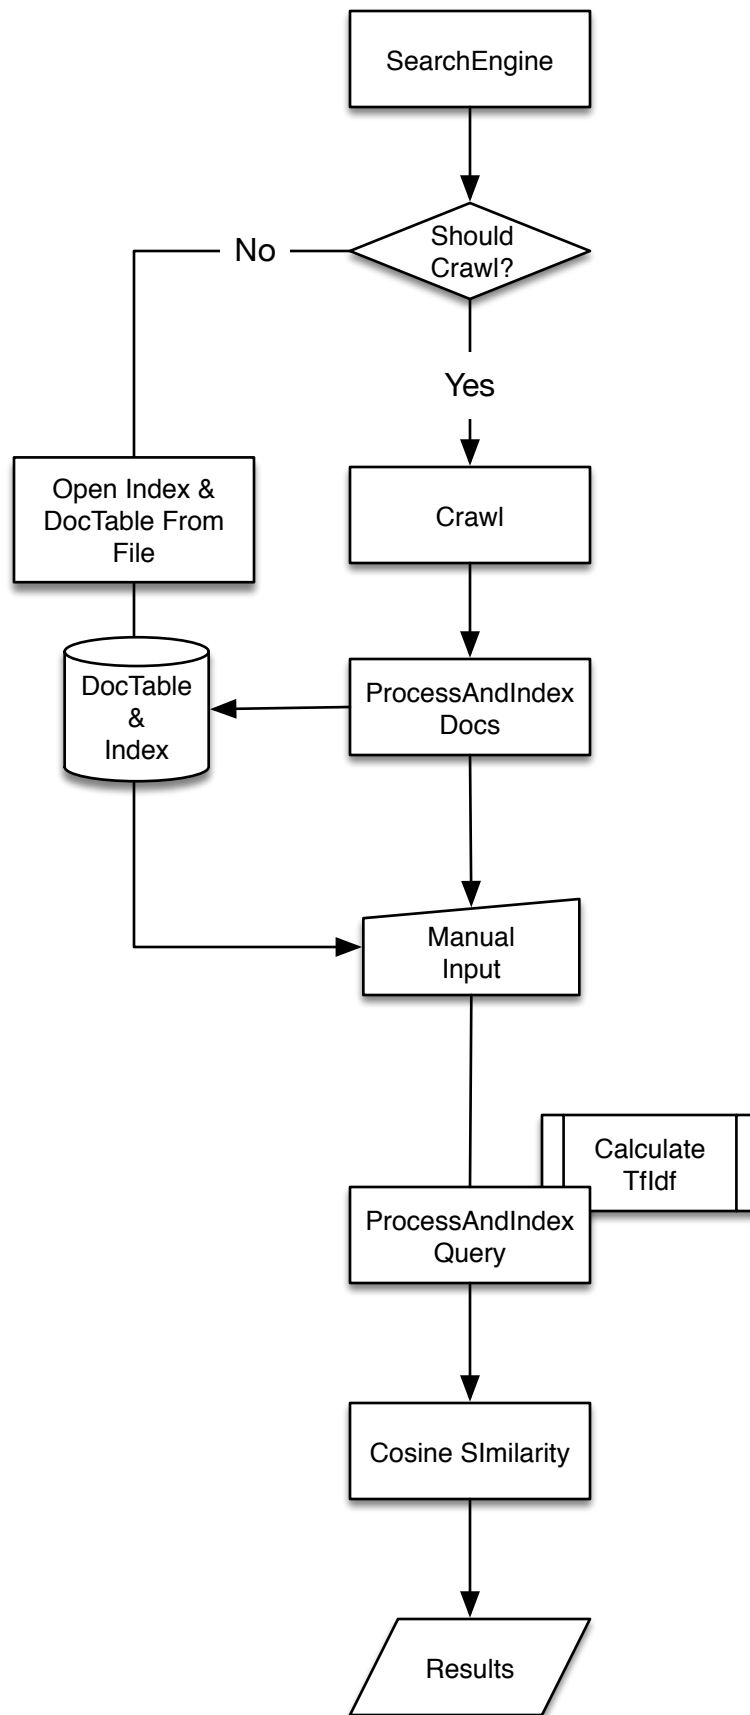 SearchEngine
Should
Crawl?
No
Yes
Open Index &
DocTable From
File
Crawl
DocTable
&
Index
ProcessAndIndex
Docs
Manual
Input
Calculate
TfIdf
ProcessAndIndex
Query
Cosine SImilarity
Results